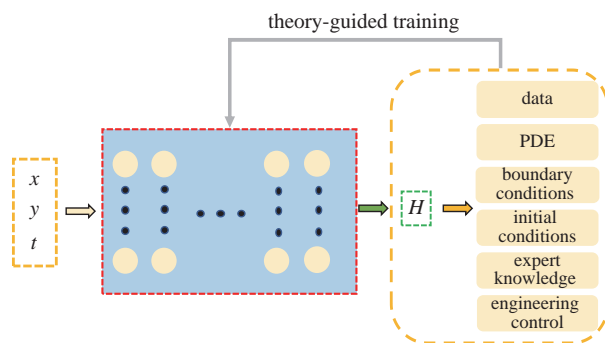 theory-guided training
data
PDE
boundary
conditions
initial
conditions
expert
knowledge
engineering
control
x
y
t
H